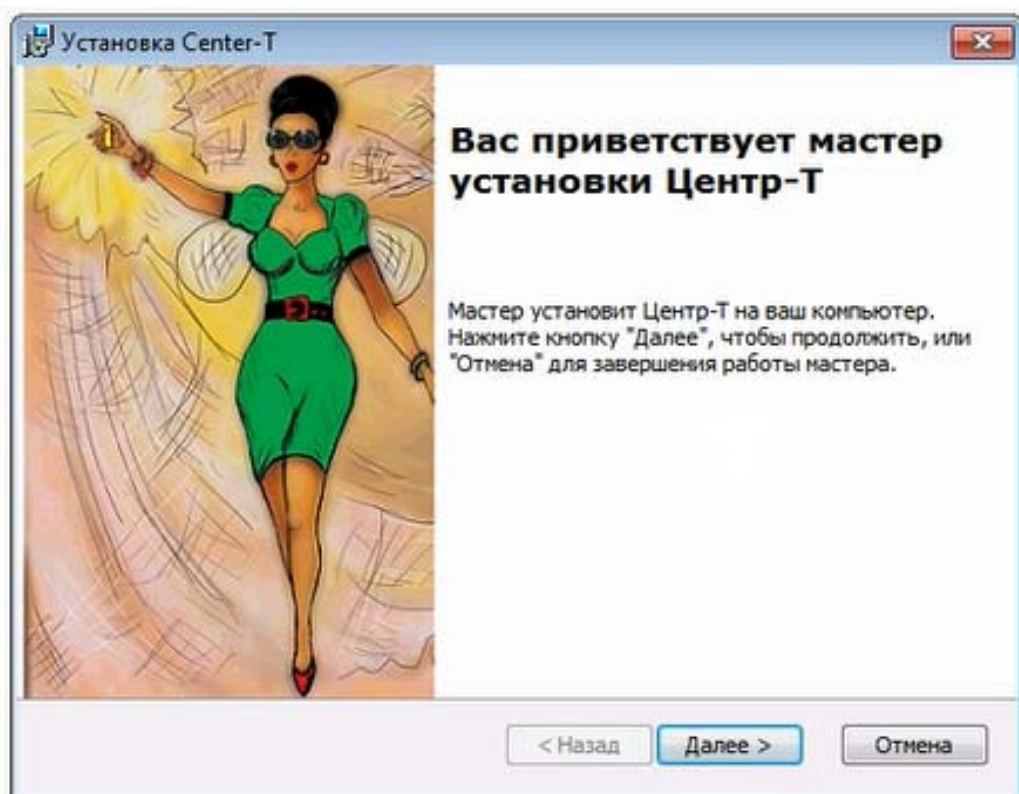 Установка Center-T
Вас приветствует мастер
установки Центр-Т
Мастер установит Центр-Т на ваш компьютер.
Нажмите кнопку "Далее", чтобы продолжить, или
"Отмена" для завершения работы мастера.
< Назад
Далее >
Отмена